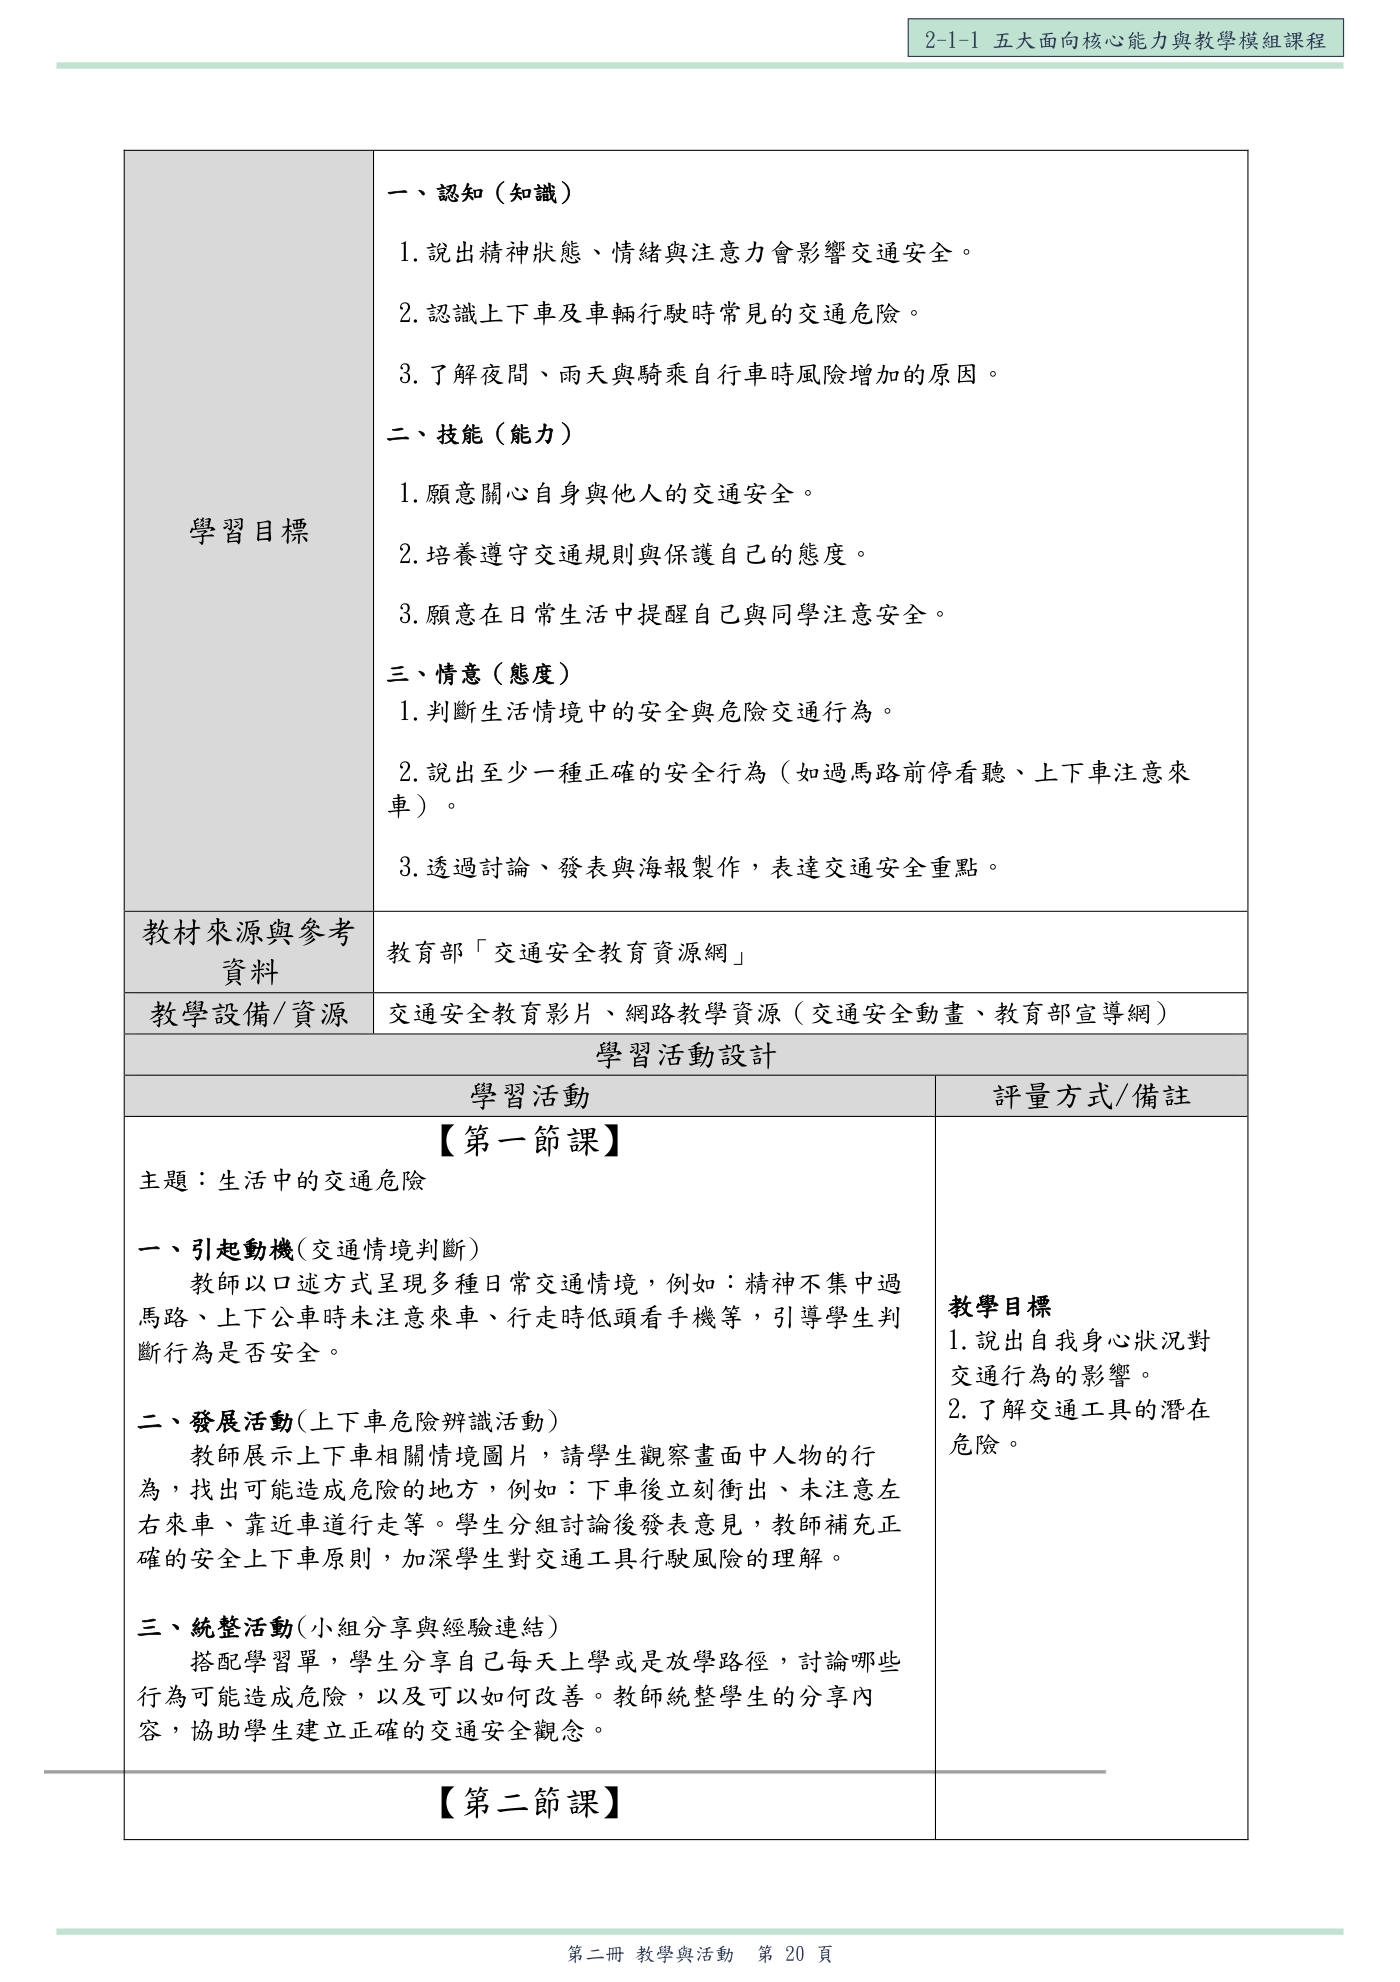 2-1-1 五大面向核心能力與教學模組課程
學習目標
一、認知（知識）
1.說出精神狀態、情緒與注意力會影響交通安全。
2.認識上下車及車輛行駛時常見的交通危險。
3.了解夜間、雨天與騎乘自行車時風險增加的原因。
二、技能（能力）
1.願意關心自身與他人的交通安全。
2.培養遵守交通規則與保護自己的態度。
3.願意在日常生活中提醒自己與同學注意安全。
三、情意（態度）
1.判斷生活情境中的安全與危險交通行為。
2.說出至少一種正確的安全行為（如過馬路前停看聽、上下車注意來
車）。
3.透過討論、發表與海報製作，表達交通安全重點。
教材來源與參考
資料
教育部「交通安全教育資源網」
教學設備/資源
交通安全教育影片、網路教學資源（交通安全動畫、教育部宣導網）
學習活動設計
學習活動
評量方式/備註
【第一節課】
主題：生活中的交通危險
一、引起動機(交通情境判斷)
教師以口述方式呈現多種日常交通情境，例如：精神不集中過
馬路、上下公車時未注意來車、行走時低頭看手機等，引導學生判
斷行為是否安全。
二、發展活動(上下車危險辨識活動)
教師展示上下車相關情境圖片，請學生觀察畫面中人物的行
為，找出可能造成危險的地方，例如：下車後立刻衝出、未注意左
右來車、靠近車道行走等。學生分組討論後發表意見，教師補充正
確的安全上下車原則，加深學生對交通工具行駛風險的理解。
三、統整活動(小組分享與經驗連結)
搭配學習單，學生分享自己每天上學或是放學路徑，討論哪些
行為可能造成危險，以及可以如何改善。教師統整學生的分享內
容，協助學生建立正確的交通安全觀念。
【第二節課】
教學目標
1.說出自我身心狀況對
交通行為的影響。
2.了解交通工具的潛在
危險。
第二冊 教學與活動 第 20 頁